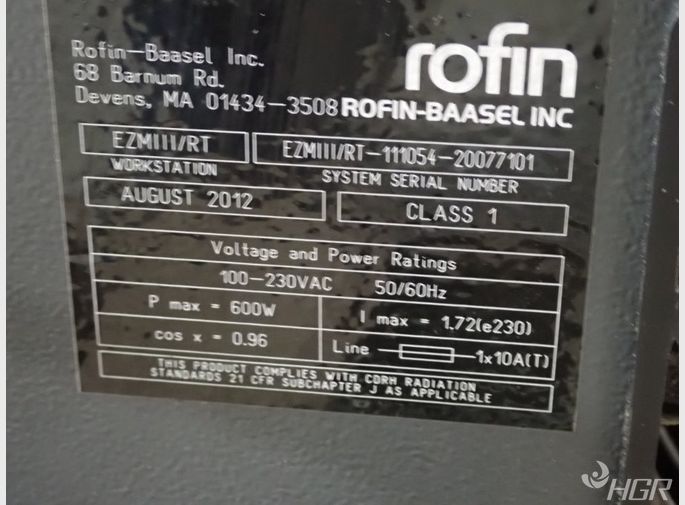 Rofin-Baasel Inc.
68 Barnum Rd.
Devens, MA 01434-3508
rofin
ROFIN-BAASEL INC
EZMIII/RT
WORKSTATION
EZMIII/RT-111054-20077101
SYSTEM SERIAL NUMBER
AUGUST 2012
CLASS 1
Voltage and Power Ratings
100-230VAC 50/60Hz
P max = 600W
I max = 1.72(e230)
cos x = 0.96
Line 1x10A(T)
THIS PRODUCT COMPLIES WITH CDRH RADIATION
STANDARDS 21 CFR SUBCHAPTER J AS APPLICABLE
HGR